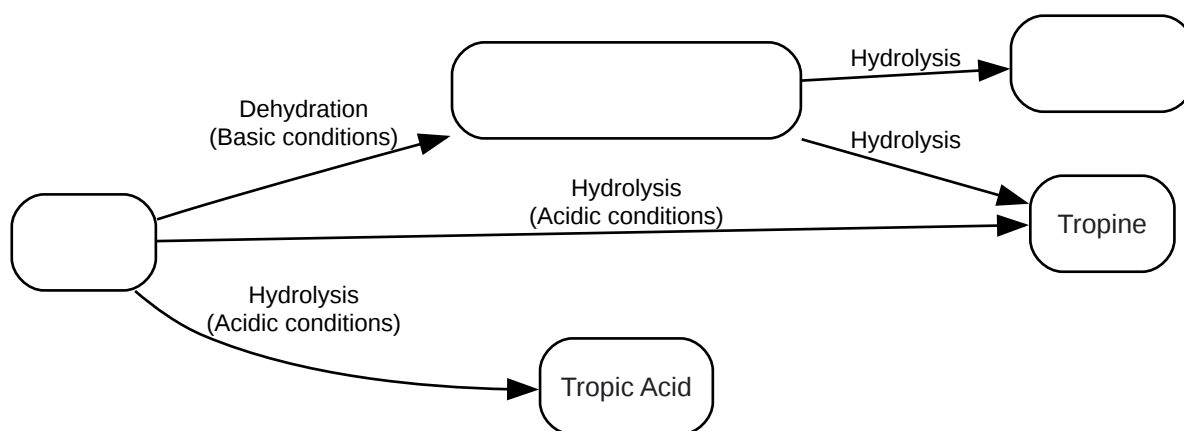 Hydrolysis
Dehydration
(Basic conditions)
Hydrolysis
Hydrolysis
(Acidic conditions)
Tropine
Hydrolysis
(Acidic conditions)
Tropic Acid